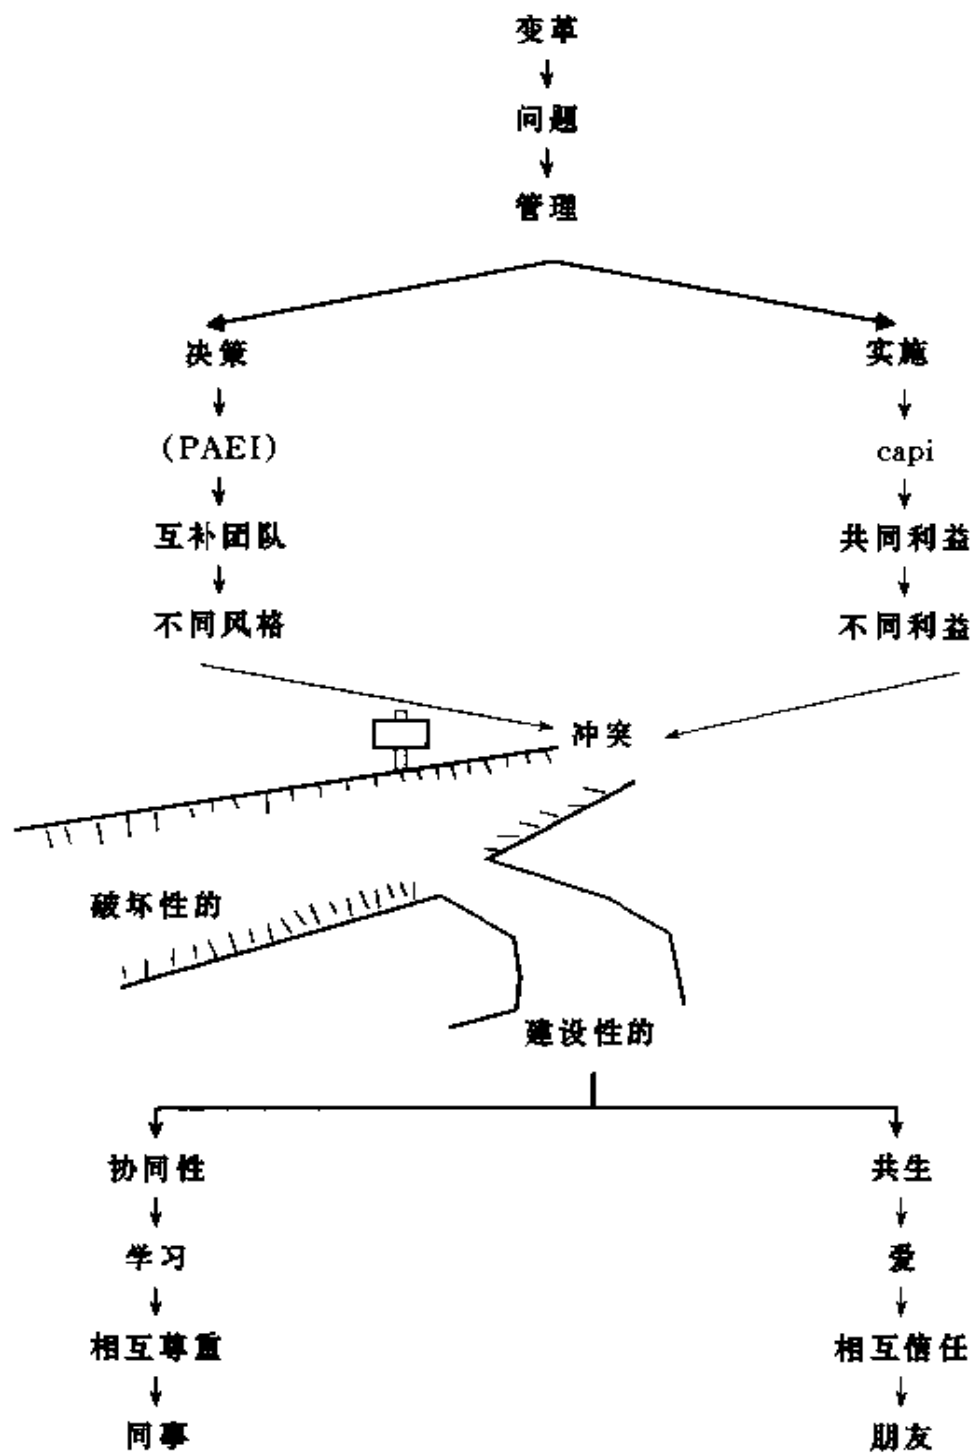 变革
问题
管理
决策
实施
(PAEI)
capi
互补团队
共同利益
不同风格
不同利益
冲突
破坏性的
建设性的
协同性
共生
学习
爱
相互尊重
相互信任
同事
朋友